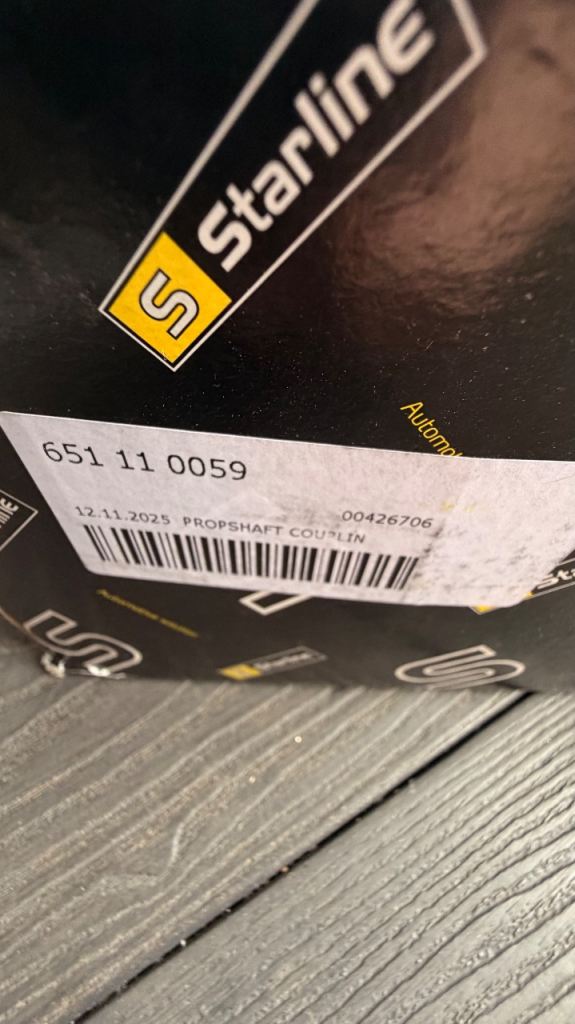 Starline
651 11 0059
00426706
12.11.2025 PROPSHAFT COUPLIN